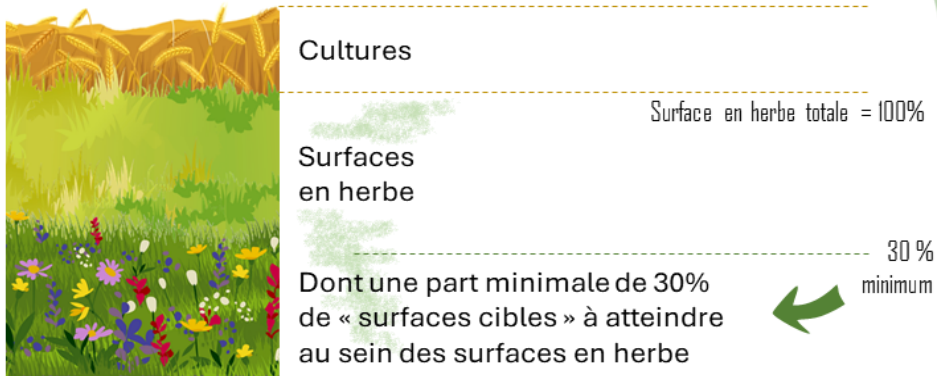 Cultures
Surface en herbe totale = 100%
Surfaces
en herbe
30 %
minimum
Dont une part minimale de 30%
de « surfaces cibles » à atteindre
au sein des surfaces en herbe